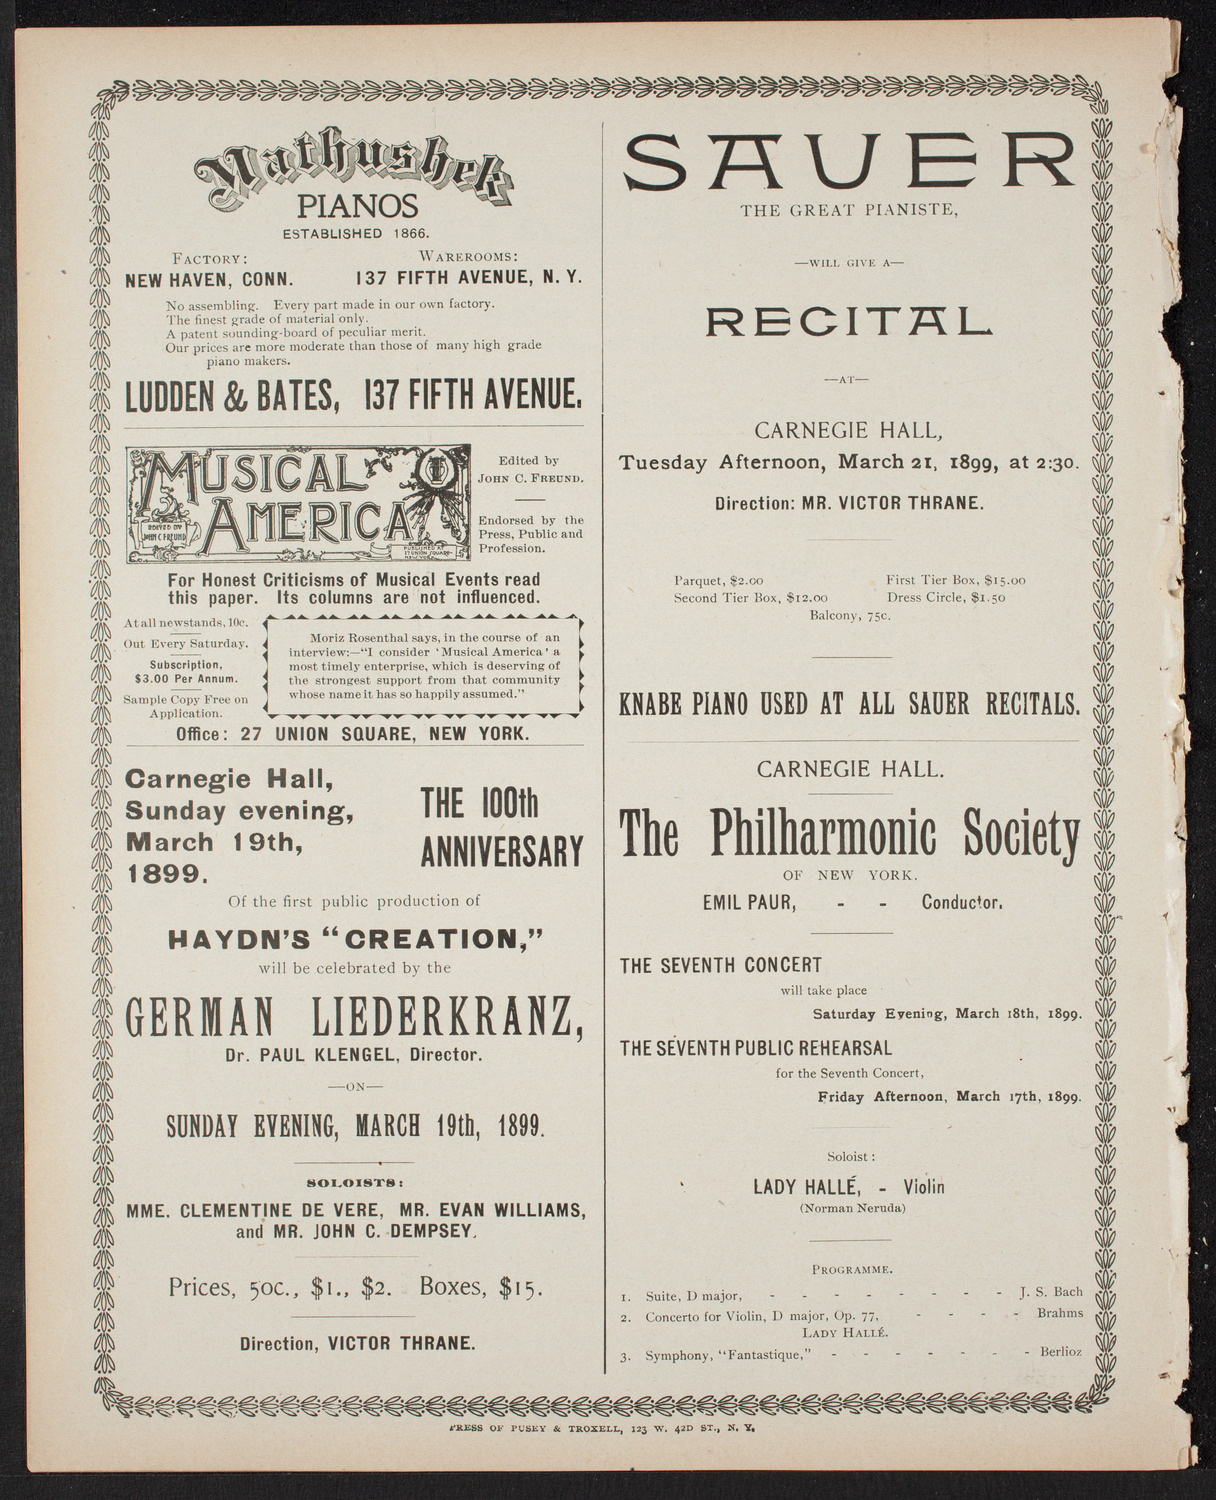 Mathushek
PIANOS
ESTABLISHED 1866.
FACTORY:
NEW HAVEN, CONN.
WAREROOMS:
137 FIFTH AVENUE, N. Y.
No assembling. Every part made in our own factory.
The finest grade of material only.
A patent sounding-board of peculiar merit.
Our prices are more moderate than those of many high grade
piano makers.
LUDDEN & BATES, 137 FIFTH AVENUE.
MUSICAL
AMERICA
EDITED BY
JOHN C FREUND
PUBLISHED AT
27 UNION SQUARE
NEW YORK
Edited by
JOHN C. FREUND.
Endorsed by the
Press, Public and
Profession.
For Honest Criticisms of Musical Events read
this paper. Its columns are not influenced.
At all newstands, 10c.
Out Every Saturday.
Subscription,
$3.00 Per Annum.
Sample Copy Free on
Application.
Moriz Rosenthal says, in the course of an
interview:—"I consider 'Musical America' a
most timely enterprise, which is deserving of
the strongest support from that community
whose name it has so happily assumed."
Office: 27 UNION SQUARE, NEW YORK.
Carnegie Hall,
Sunday evening,
March 19th,
1899.
THE 100th
ANNIVERSARY
Of the first public production of
HAYDN'S "CREATION,"
will be celebrated by the
GERMAN LIEDERKRANZ,
Dr. PAUL KLENGEL, Director.
—ON—
SUNDAY EVENING, MARCH 19th, 1899.
SOLOISTS:
MME. CLEMENTINE DE VERE, MR. EVAN WILLIAMS,
and MR. JOHN C. DEMPSEY.
Prices, 50c., $1., $2. Boxes, $15.
Direction, VICTOR THRANE.
SAUER
THE GREAT PIANISTE,
—WILL GIVE A—
RECITAL
—AT—
CARNEGIE HALL,
Tuesday Afternoon, March 21, 1899, at 2:30.
Direction: MR. VICTOR THRANE.
Parquet, $2.00 First Tier Box, $15.00
Second Tier Box, $12.00 Dress Circle, $1.50
Balcony, 75c.
KNABE PIANO USED AT ALL SAUER RECITALS.
CARNEGIE HALL.
The Philharmonic Society
OF NEW YORK.
EMIL PAUR, - - Conductor.
THE SEVENTH CONCERT
will take place
Saturday Evening, March 18th, 1899.
THE SEVENTH PUBLIC REHEARSAL
for the Seventh Concert,
Friday Afternoon, March 17th, 1899.
Soloist:
LADY HALLÉ, - Violin
(Norman Neruda)
PROGRAMME.
1. Suite, D major, - - - - - - - - J. S. Bach
2. Concerto for Violin, D major, Op. 77, - - - - Brahms
LADY HALLÉ.
3. Symphony, "Fantastique," - - - - - - - Berlioz
PRESS OF PUSEY & TROXELL, 123 W. 42D ST., N. Y.